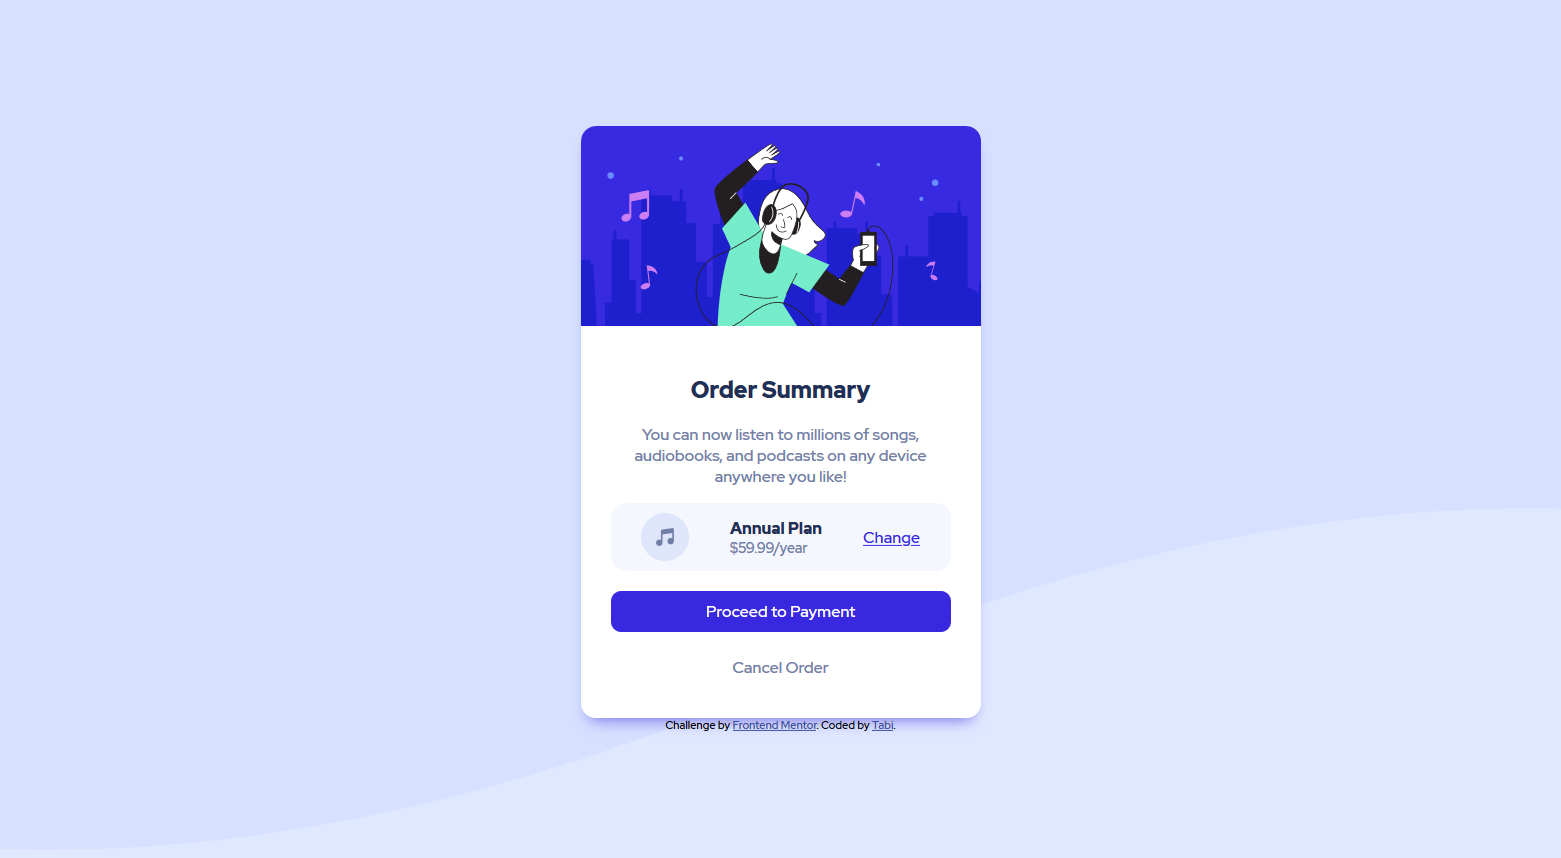 Order Summary
You can now listen to millions of songs,
audiobooks, and podcasts on any device
anywhere you like!
Annual Plan
$59.99/year
Change
Proceed to Payment
Cancel Order
Challenge by Frontend Mentor. Coded by Tabi.